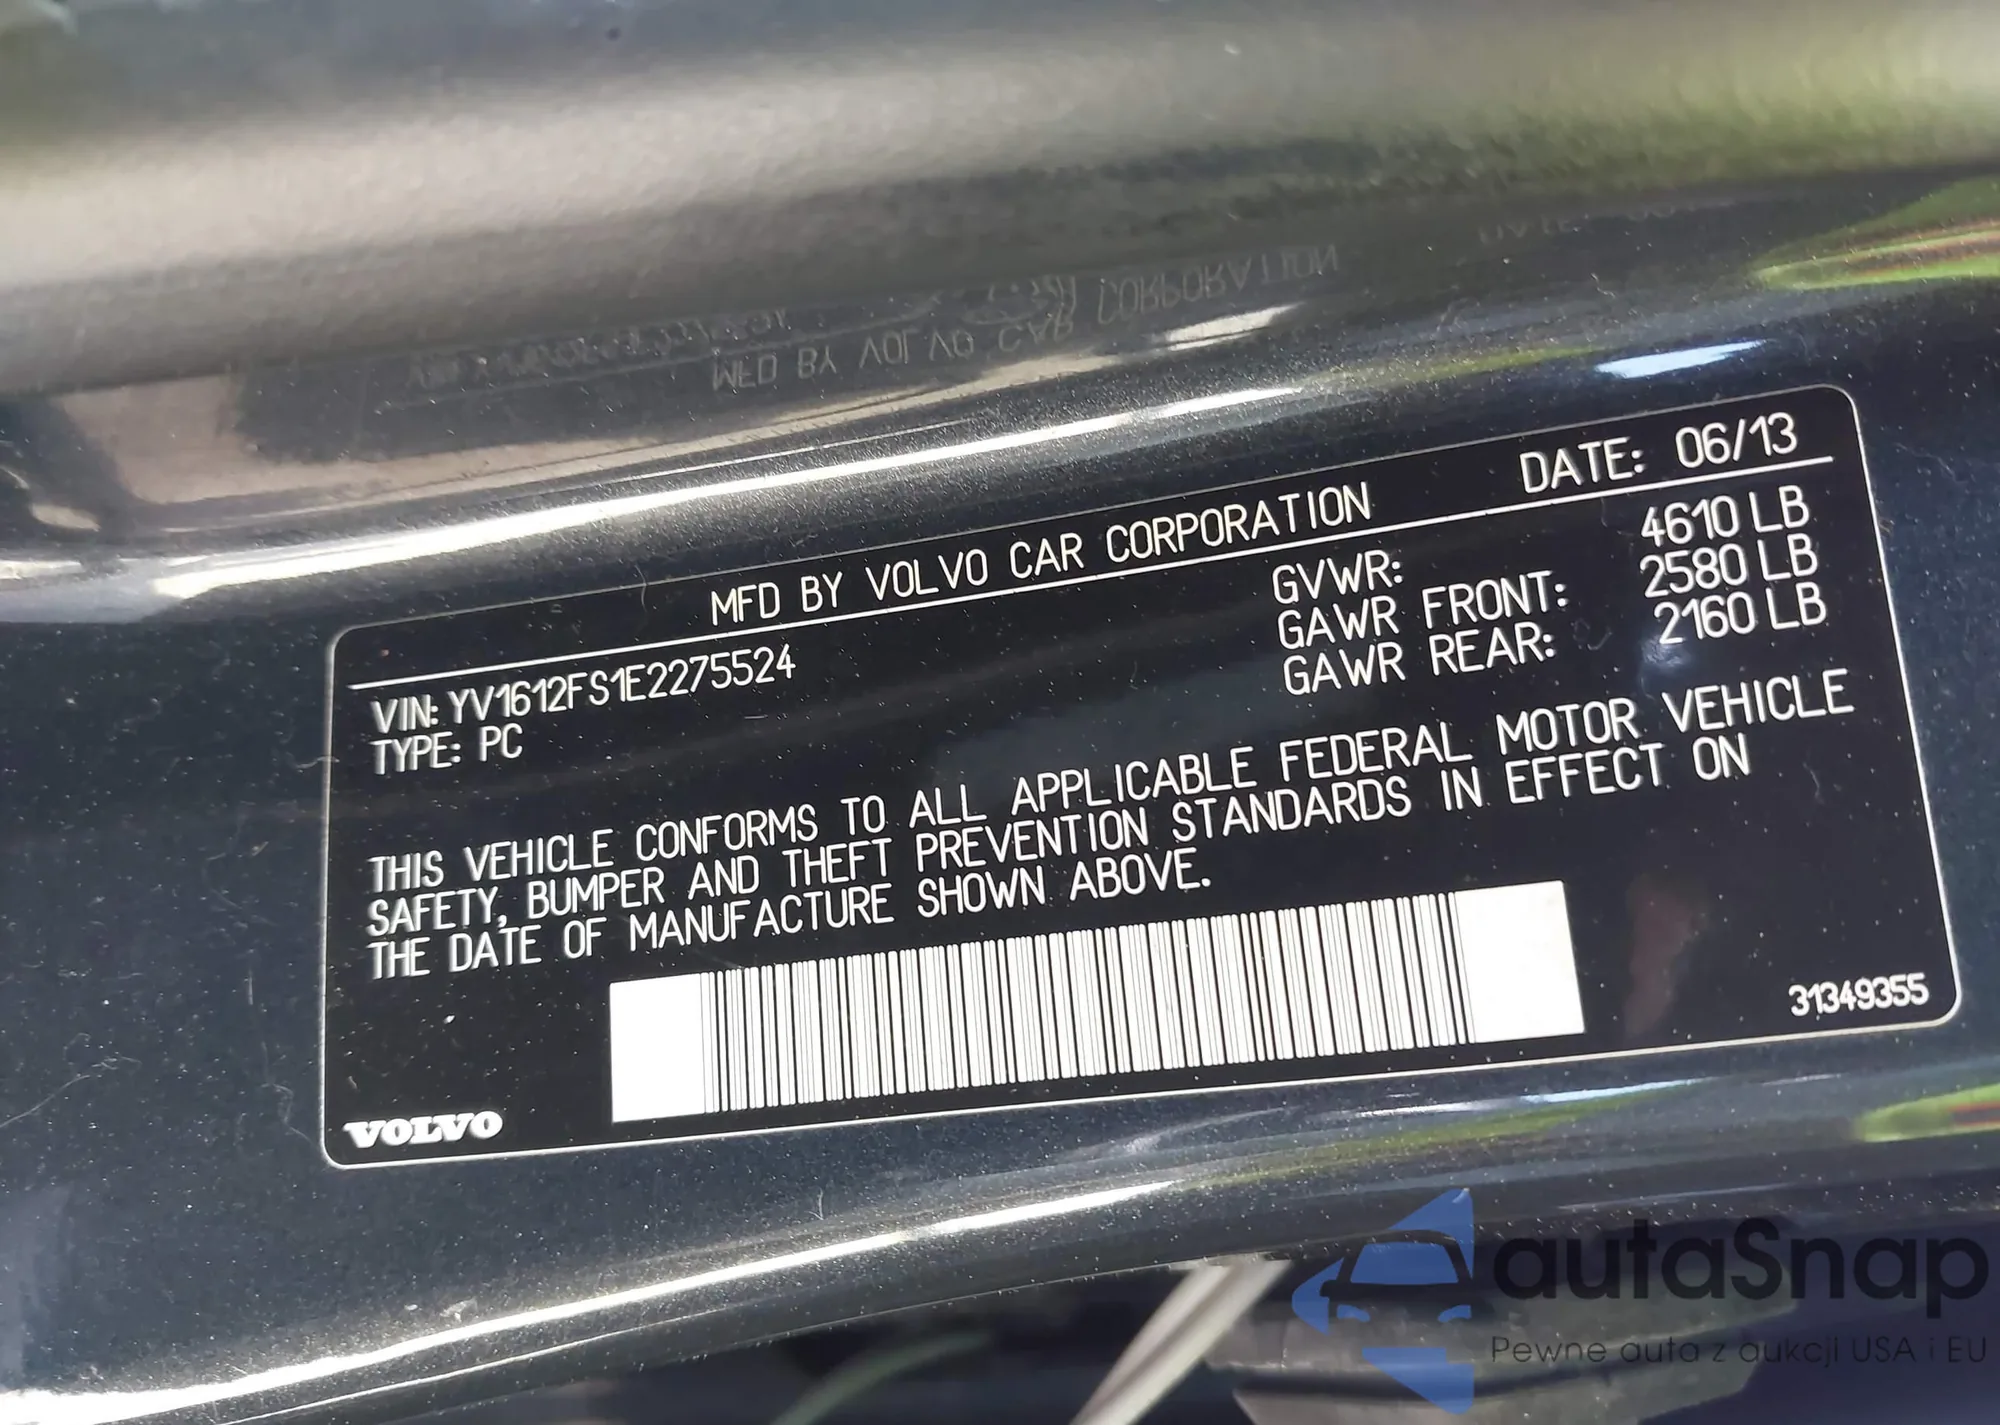 MFD BY VOLVO CAR CORPORATION DATE: 06/13
VIN: YV1612FS1E2275524 GVWR: 4610 LB
TYPE: PC GAWR FRONT: 2580 LB
GAWR REAR: 2160 LB
THIS VEHICLE CONFORMS TO ALL APPLICABLE FEDERAL MOTOR VEHICLE
SAFETY, BUMPER AND THEFT PREVENTION STANDARDS IN EFFECT ON
THE DATE OF MANUFACTURE SHOWN ABOVE.
31349355
VOLVO
autaSnap
Pewne auta z aukcji USA i EU